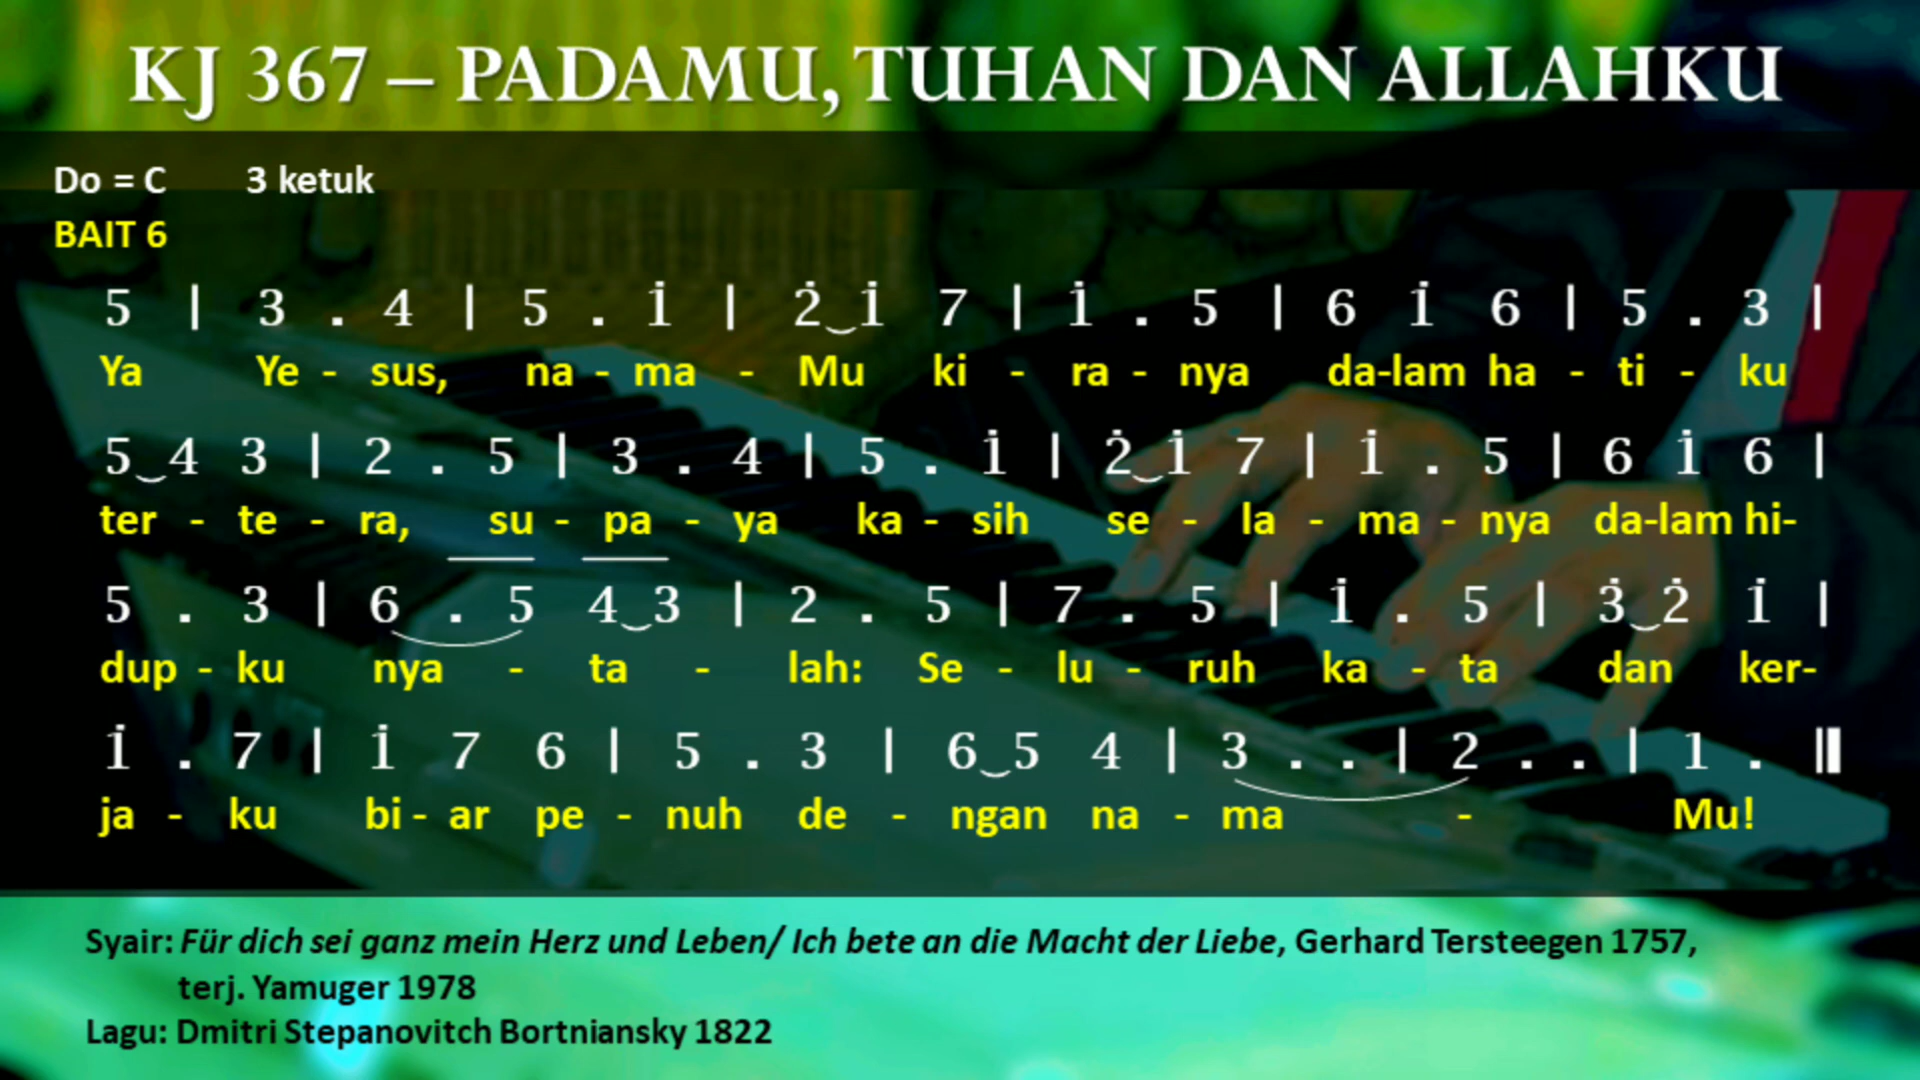 KJ 367 – PADAMU, TUHAN DAN ALLAHKU
Do = C 3 ketuk
BAIT 6
5 | 3 . 4 | 5 . i | 2̇ i 7 | i . 5 | 6 i 6 | 5 . 3 |
Ya Ye - sus, na - ma - Mu ki - ra - nya da-lam ha - ti - ku
5 4 3 | 2 . 5 | 3 . 4 | 5 . i | 2̇ i 7 | i . 5 | 6 i 6 |
ter - te - ra, su - pa - ya ka - sih se - la - ma - nya da-lam hi-
5 . 3 | 6 . 5 4 3 | 2 . 5 | 7 . 5 | i . 5 | 3̇ 2̇ i |
dup - ku nya - ta - lah: Se - lu - ruh ka - ta dan ker-
i . 7 | i 7 6 | 5 . 3 | 6 5 4 | 3 . . | 2 . . | 1 . ||
ja - ku bi - ar pe - nuh de - ngan na - ma - Mu!
Syair: Für dich sei ganz mein Herz und Leben/ Ich bete an die Macht der Liebe, Gerhard Tersteegen 1757,
terj. Yamuger 1978
Lagu: Dmitri Stepanovitch Bortniansky 1822